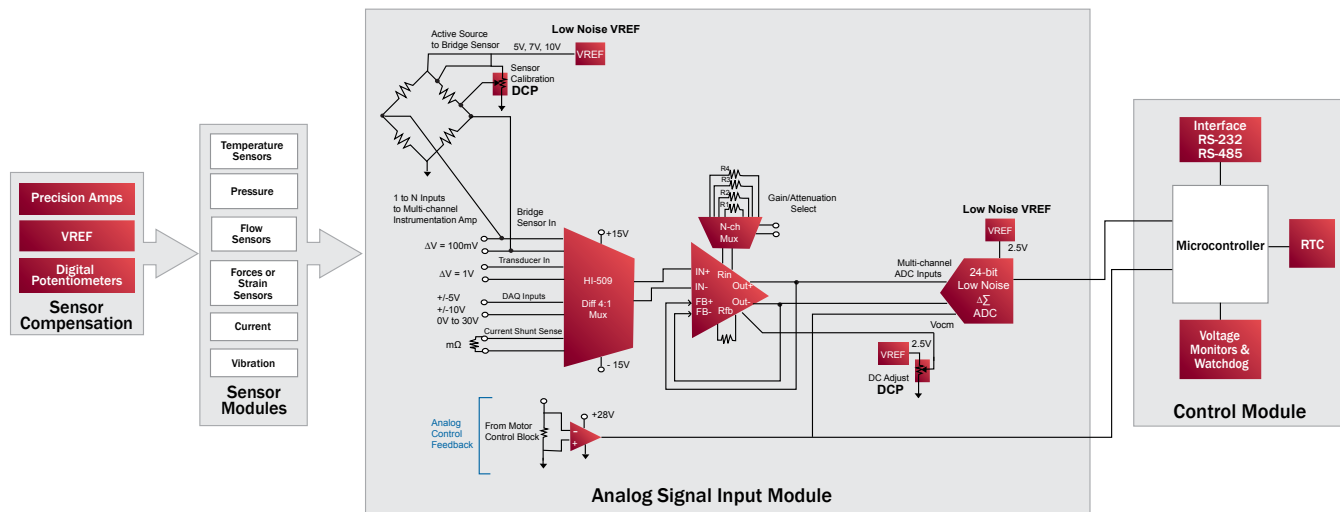 Precision Amps
VREF
Digital
Potentiometers
Sensor
Compensation
Temperature
Sensors
Pressure
Flow
Sensors
Forces or
Strain
Sensors
Current
Vibration
Sensor
Modules
Active Source
to Bridge Sensor
5V, 7V, 10V
Low Noise VREF
VREF
Sensor
Calibration
DCP
1 to N Inputs
to Multi-channel
Instrumentation Amp
Bridge
Sensor In
ΔV = 100mV
Transducer In
ΔV = 1V
+/-5V
+/-10V
0V to 30V
DAQ Inputs
Current Shunt Sense
mΩ
+15V
HI-509
Diff 4:1
Mux
- 15V
R4
R3
R2
R1
N-ch
Mux
Gain/Attenuation
Select
IN+
IN-
FB+
FB-
Rin
Out+
Out-
Rfb
Multi-channel
ADC Inputs
Low Noise VREF
VREF
2.5V
24-bit
Low Noise
ΔΣ
ADC
Vocm
VREF
2.5V
DC Adjust
DCP
Analog
Control
Feedback
From Motor
Control Block
+28V
–
+
Analog Signal Input Module
Interface
RS-232
RS-485
Microcontroller
RTC
Voltage
Monitors &
Watchdog
Control Module